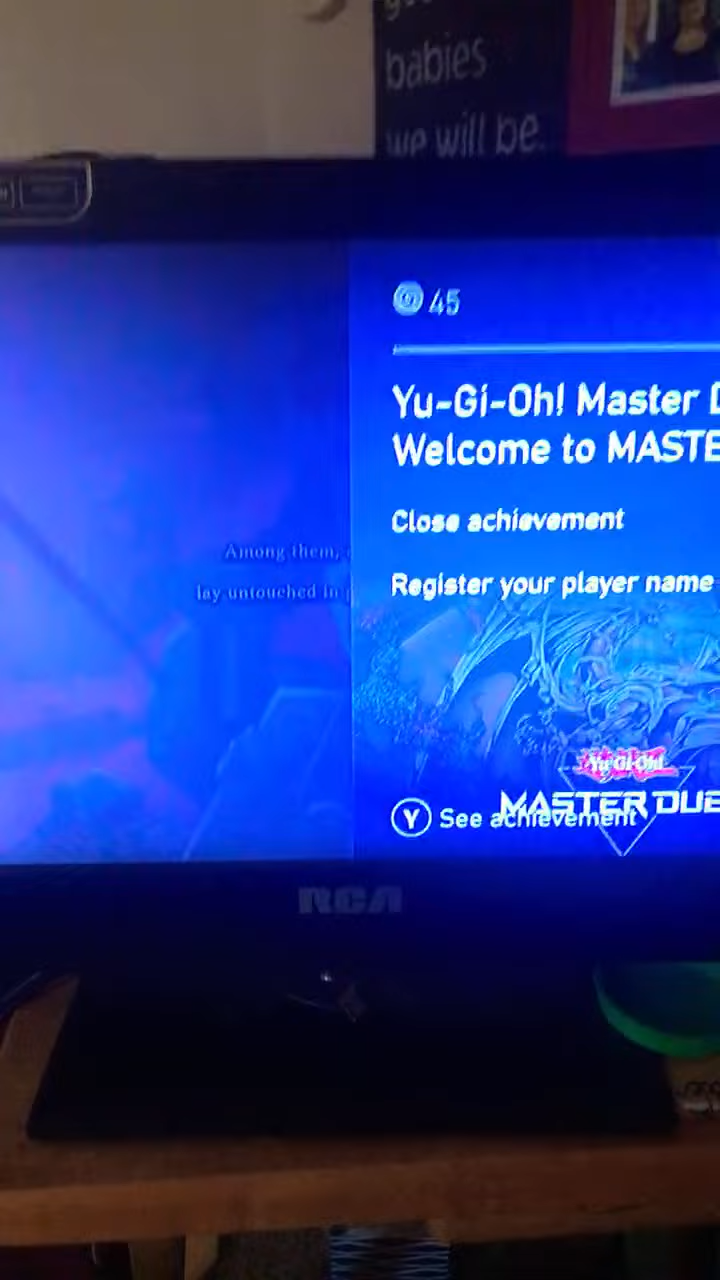 babies
we will be
45
Yu-Gi-Oh! Master D
Welcome to MASTE
Close achievement
Among them,
Register your player name
lay untouched in
Yu-Gi-Oh!
MASTER DUE
Y See achievement
RCA